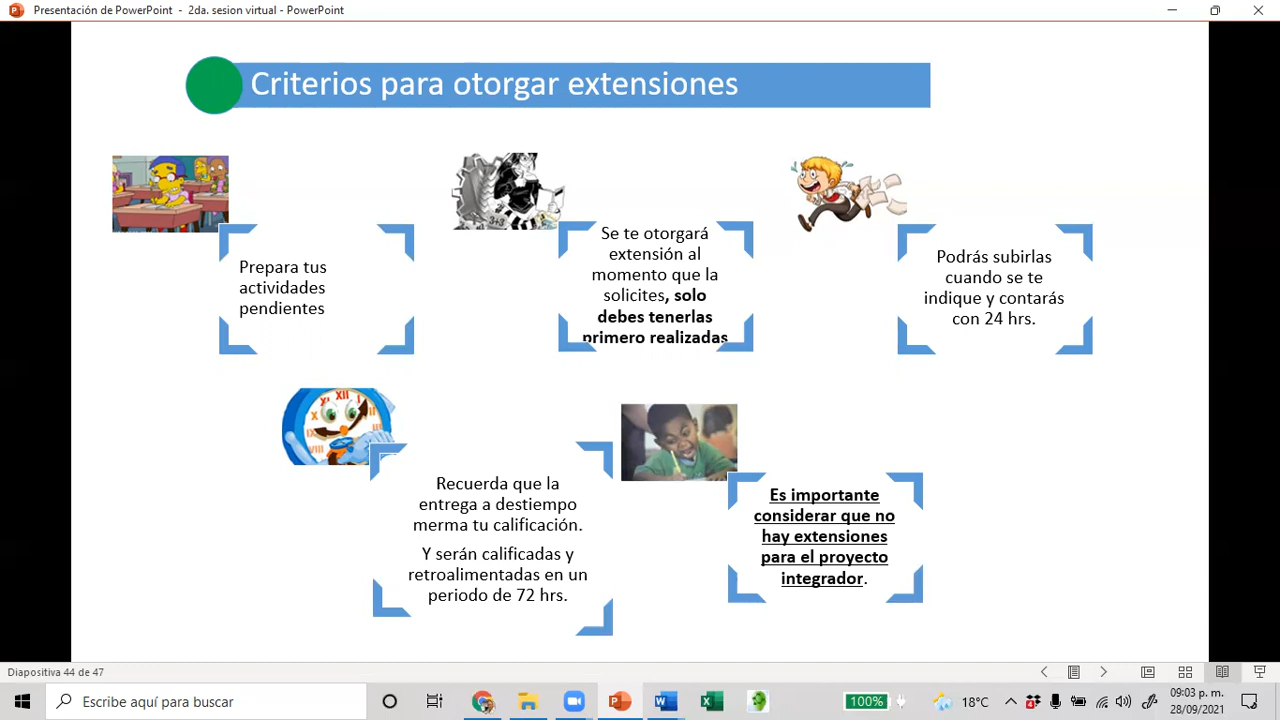 Presentación de PowerPoint - 2da. sesion virtual - PowerPoint
Criterios para otorgar extensiones
Prepara tus
actividades
pendientes
Se te otorgará
extensión al
momento que la
solicites, solo
debes tenerlas
primero realizadas
Podrás subirlas
cuando se te
indique y contarás
con 24 hrs.
Recuerda que la
entrega a destiempo
merma tu calificación.
Y serán calificadas y
retroalimentadas en un
periodo de 72 hrs.
Es importante
considerar que no
hay extensiones
para el proyecto
integrador.
Diapositiva 44 de 47
Escribe aquí para buscar
100%
18°C
09:03 p. m.
28/09/2021